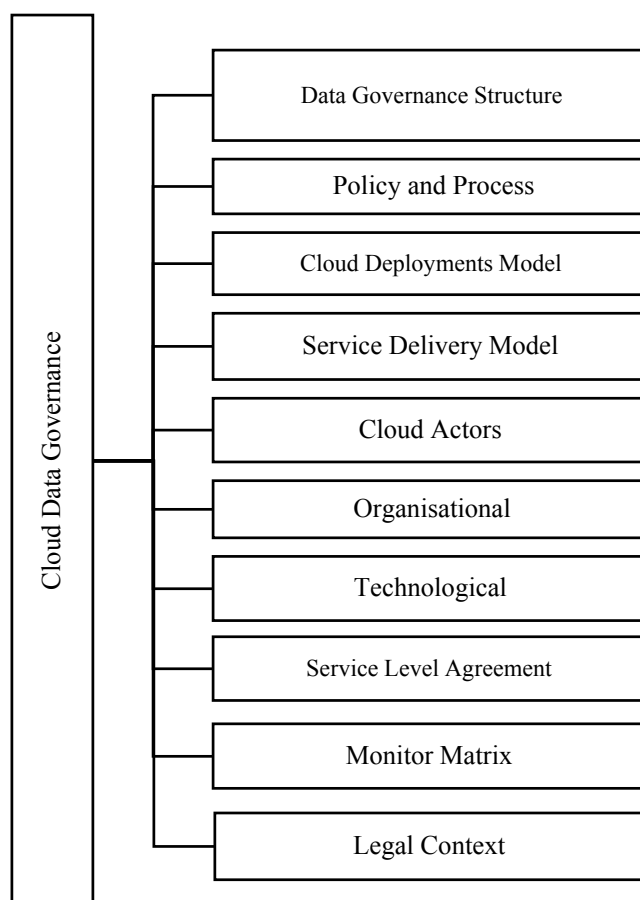 Cloud Data Governance
Data Governance Structure
Policy and Process
Cloud Deployments Model
Service Delivery Model
Cloud Actors
Organisational
Technological
Service Level Agreement
Monitor Matrix
Legal Context